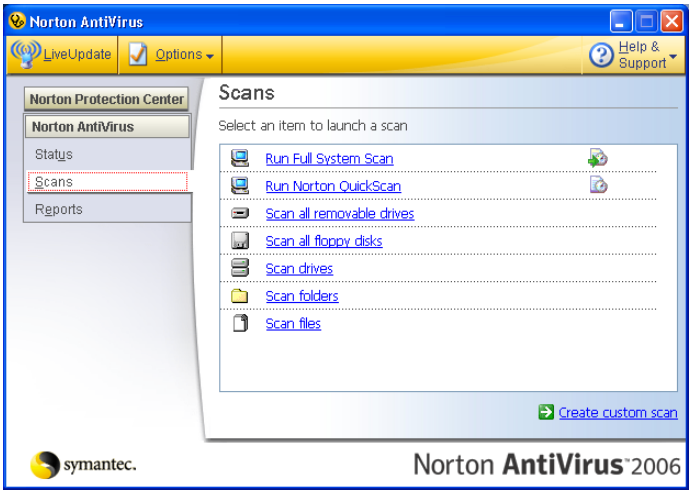 Norton AntiVirus
LiveUpdate Options Help & Support
Norton Protection Center
Norton AntiVirus
Status
Scans
Reports
Scans
Select an item to launch a scan
Run Full System Scan
Run Norton QuickScan
Scan all removable drives
Scan all floppy disks
Scan drives
Scan folders
Scan files
Create custom scan
symantec.
Norton AntiVirus™2006